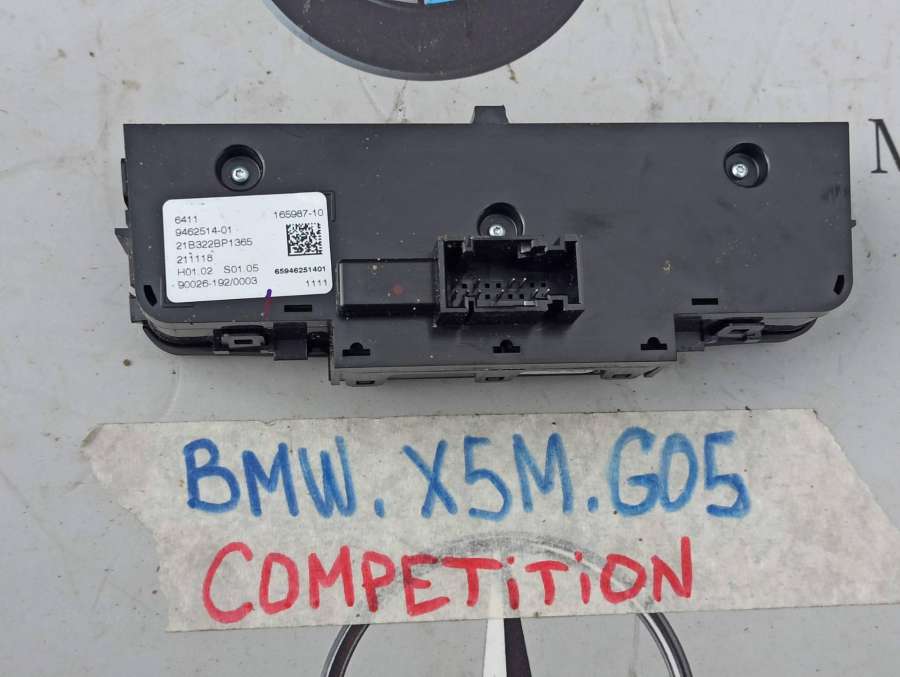 6411 165987-10
9462514-01
21B322BP1365
211118
H01.02 S01.05 65946251401
90026-192/0003 1111
M
BMW. X5M. G05
COMPETITION